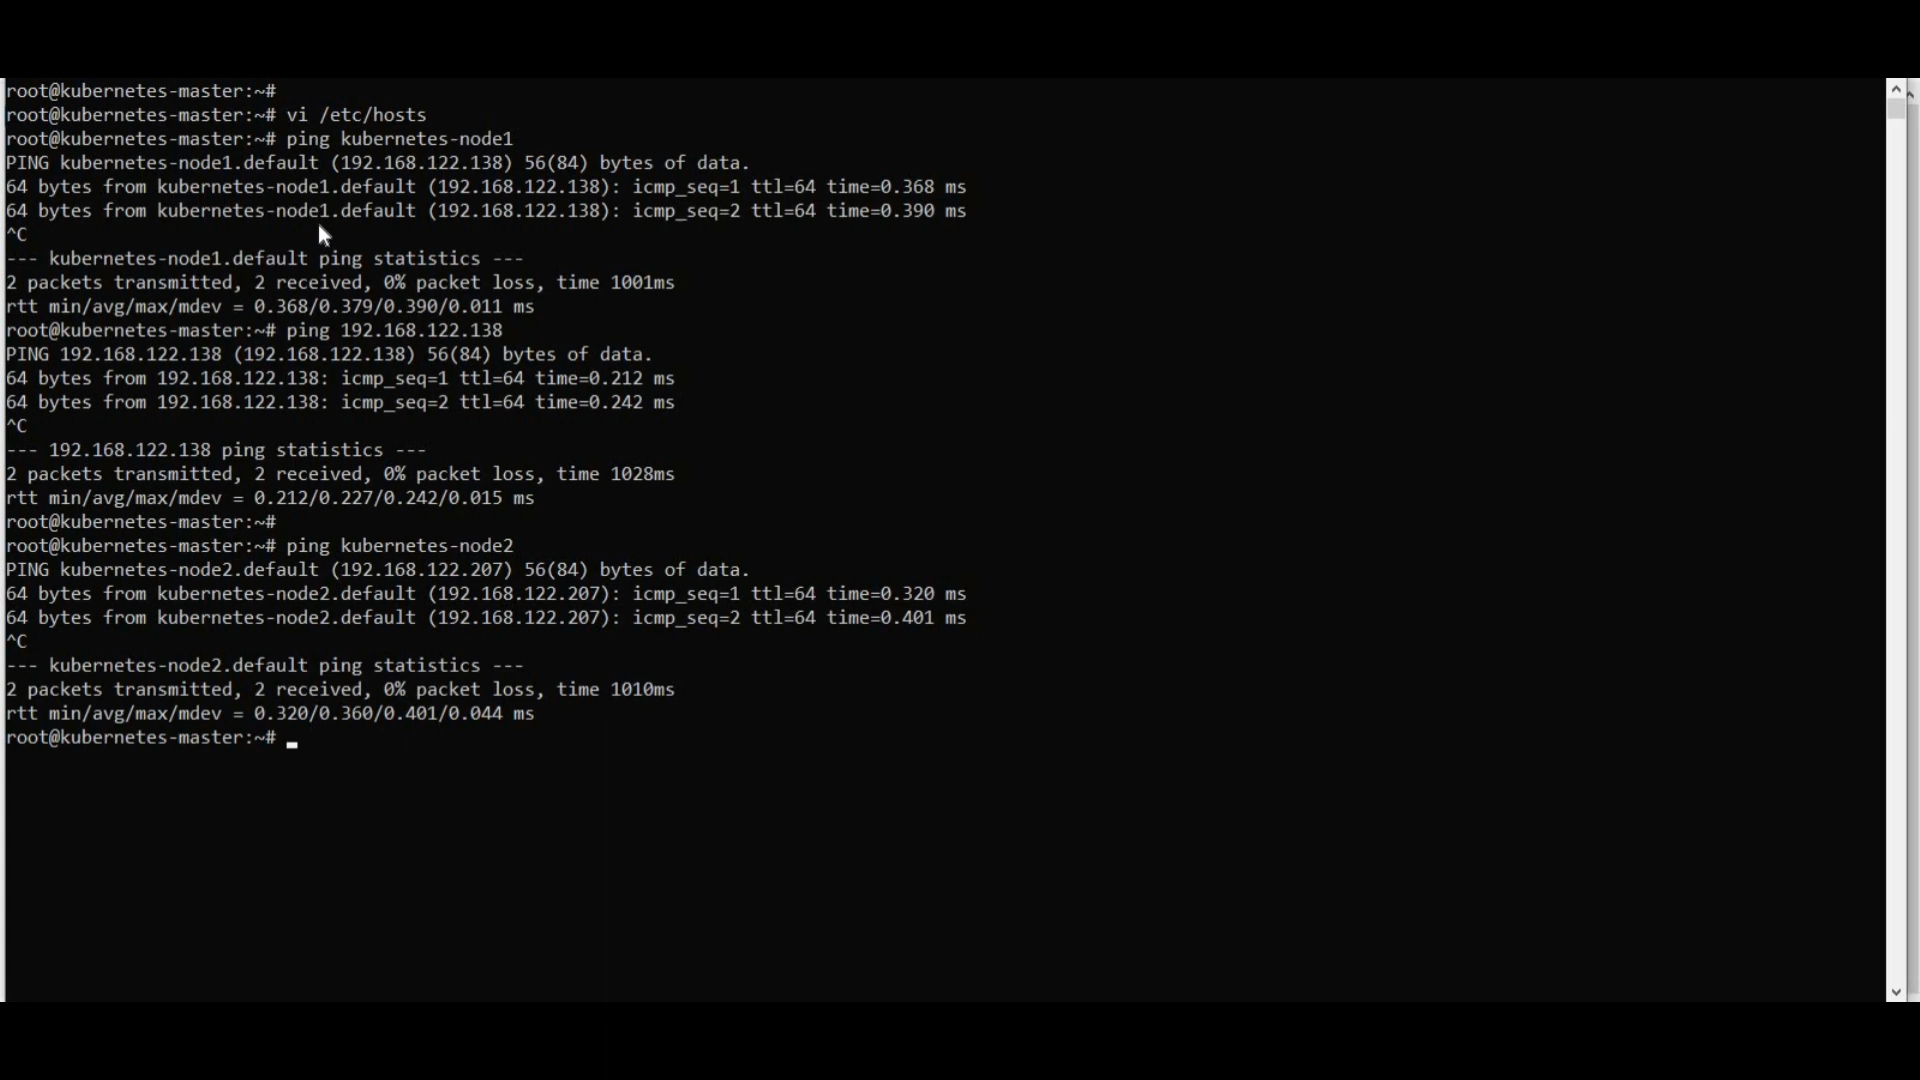 root@kubernetes-master:~#
root@kubernetes-master:~# vi /etc/hosts
root@kubernetes-master:~# ping kubernetes-node1
PING kubernetes-node1.default (192.168.122.138) 56(84) bytes of data.
64 bytes from kubernetes-node1.default (192.168.122.138): icmp_seq=1 ttl=64 time=0.368 ms
64 bytes from kubernetes-node1.default (192.168.122.138): icmp_seq=2 ttl=64 time=0.390 ms
^C
--- kubernetes-node1.default ping statistics ---
2 packets transmitted, 2 received, 0% packet loss, time 1001ms
rtt min/avg/max/mdev = 0.368/0.379/0.390/0.011 ms
root@kubernetes-master:~# ping 192.168.122.138
PING 192.168.122.138 (192.168.122.138) 56(84) bytes of data.
64 bytes from 192.168.122.138: icmp_seq=1 ttl=64 time=0.212 ms
64 bytes from 192.168.122.138: icmp_seq=2 ttl=64 time=0.242 ms
^C
--- 192.168.122.138 ping statistics ---
2 packets transmitted, 2 received, 0% packet loss, time 1028ms
rtt min/avg/max/mdev = 0.212/0.227/0.242/0.015 ms
root@kubernetes-master:~#
root@kubernetes-master:~# ping kubernetes-node2
PING kubernetes-node2.default (192.168.122.207) 56(84) bytes of data.
64 bytes from kubernetes-node2.default (192.168.122.207): icmp_seq=1 ttl=64 time=0.320 ms
64 bytes from kubernetes-node2.default (192.168.122.207): icmp_seq=2 ttl=64 time=0.401 ms
^C
--- kubernetes-node2.default ping statistics ---
2 packets transmitted, 2 received, 0% packet loss, time 1010ms
rtt min/avg/max/mdev = 0.320/0.360/0.401/0.044 ms
root@kubernetes-master:~#